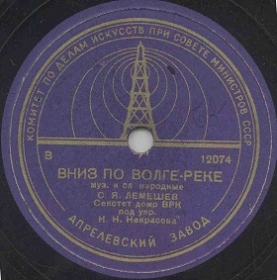 КОМИТЕТ ПО ДЕЛАМ ИСКУССТВ ПРИ СОВЕТЕ МИНИСТРОВ СССР
В 12074
ВНИЗ ПО ВОЛГЕ-РЕКЕ
муз. и сл народные
С. Я. ЛЕМЕШЕВ
Секстет домр ВРК
под упр.
Н. Н. Некрасова
АПРЕЛЕВСКИЙ ЗАВОД